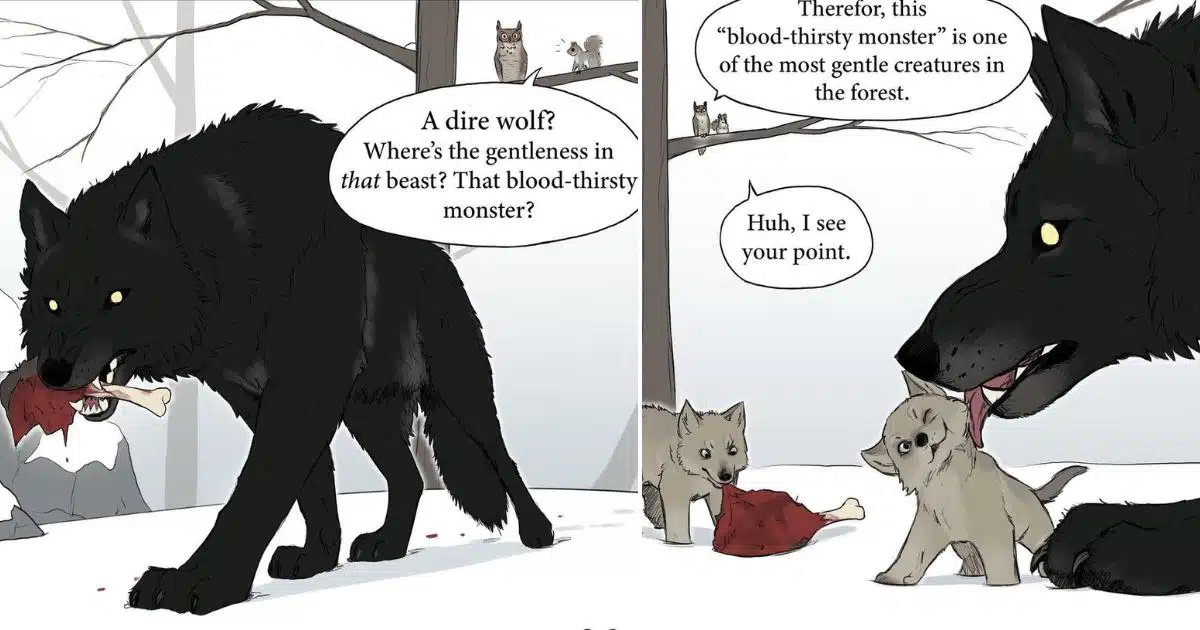 A dire wolf?
Where's the gentleness in
that beast? That blood-thirsty
monster?
Therefor, this
“blood-thirsty monster” is one
of the most gentle creatures in
the forest.
Huh, I see
your point.